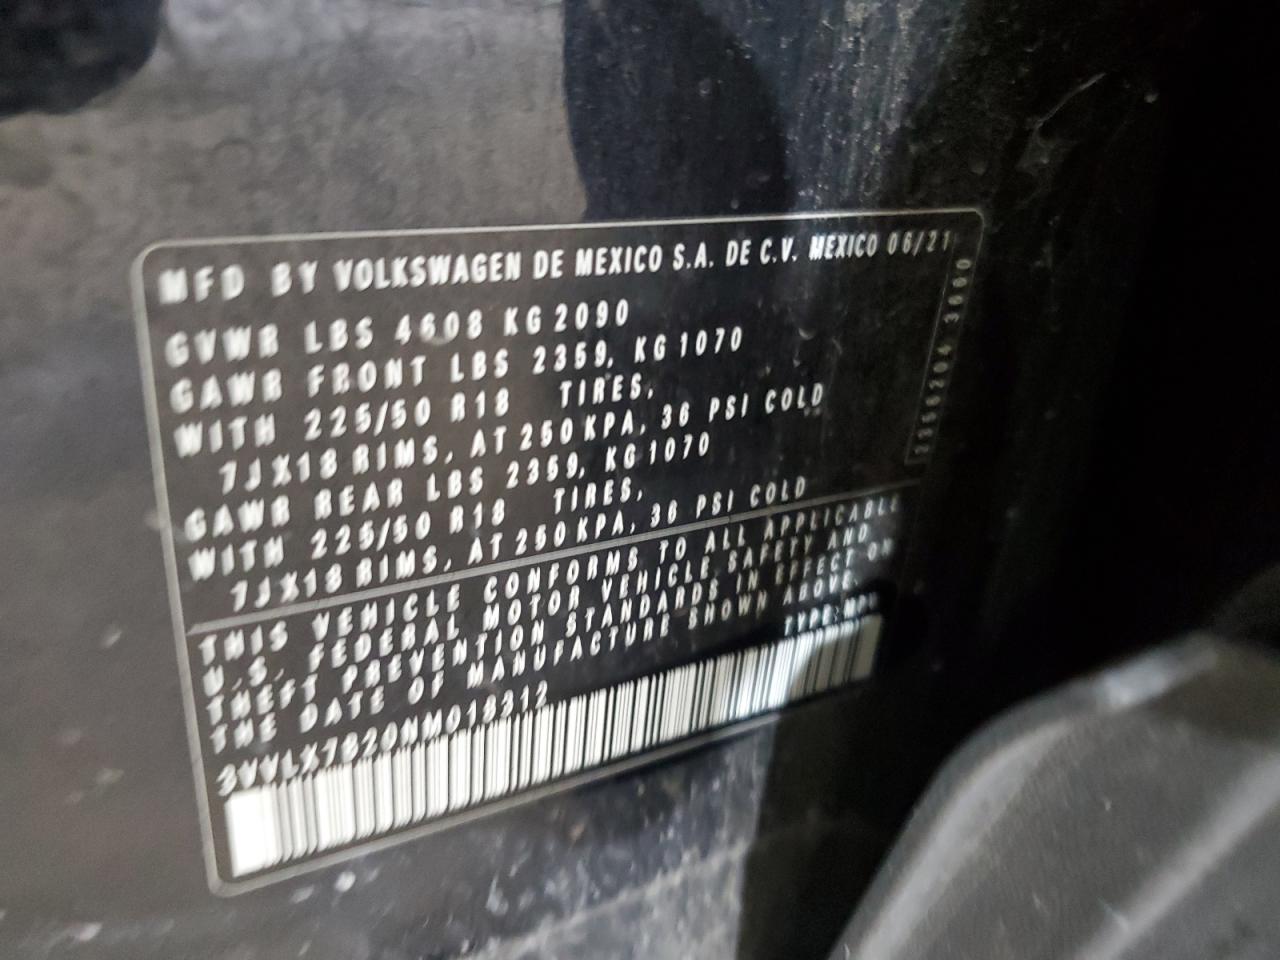 MFD BY VOLKSWAGEN DE MEXICO S.A. DE C.V. MEXICO 06/21
GVWR LBS 4608 KG 2090
GAWR FRONT LBS 2359, KG 1070
WITH 225/50 R18 TIRES,
7JX18 RIMS, AT 250 KPA, 36 PSI COLD
GAWR REAR LBS 2359, KG 1070
WITH 225/50 R18 TIRES,
7JX18 RIMS, AT 250 KPA, 36 PSI COLD
THIS VEHICLE CONFORMS TO ALL APPLICABLE
U.S. FEDERAL MOTOR VEHICLE SAFETY AND
THEFT PREVENTION STANDARDS IN EFFECT ON
THE DATE OF MANUFACTURE SHOWN ABOVE.
TYPE:MPV